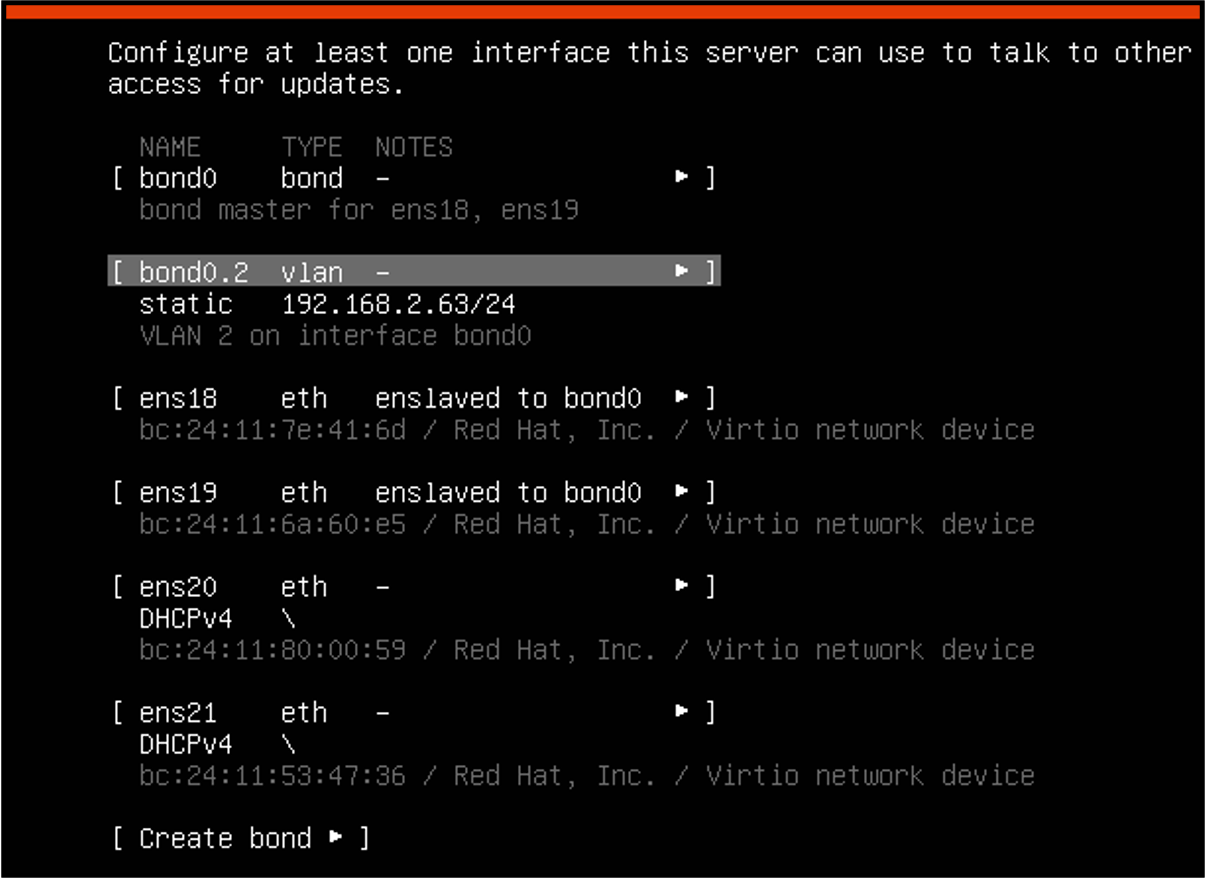 Configure at least one interface this server can use to talk to other
access for updates.
NAME TYPE NOTES
[ bond0 bond – ▸ ]
bond master for ens18, ens19
[ bond0.2 vlan – ▸ ]
static 192.168.2.63/24
VLAN 2 on interface bond0
[ ens18 eth enslaved to bond0 ▸ ]
bc:24:11:7e:41:6d / Red Hat, Inc. / Virtio network device
[ ens19 eth enslaved to bond0 ▸ ]
bc:24:11:6a:60:e5 / Red Hat, Inc. / Virtio network device
[ ens20 eth – ▸ ]
DHCPv4 \
bc:24:11:80:00:59 / Red Hat, Inc. / Virtio network device
[ ens21 eth – ▸ ]
DHCPv4 \
bc:24:11:53:47:36 / Red Hat, Inc. / Virtio network device
[ Create bond ▸ ]